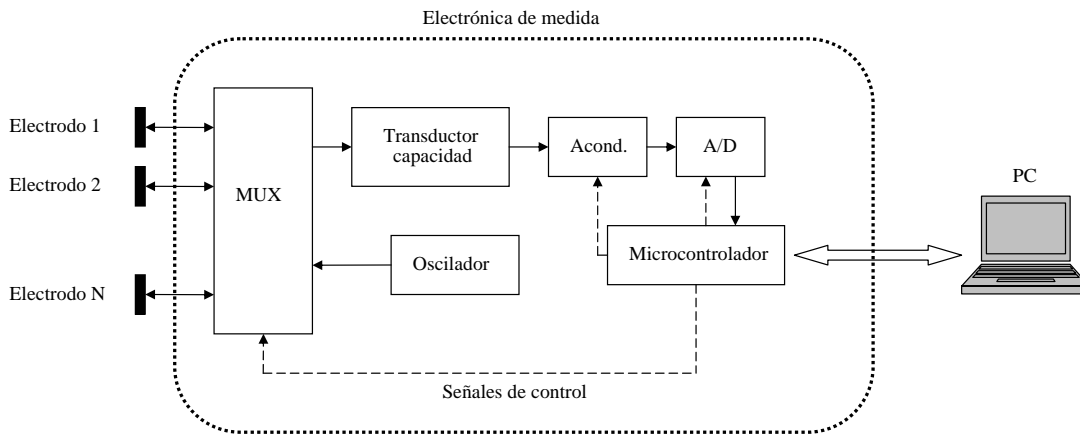 Electrónica de medida
Electrodo 1
Electrodo 2
Electrodo N
MUX
Transductor
capacidad
Acond.
A/D
Oscilador
Microcontrolador
PC
Señales de control